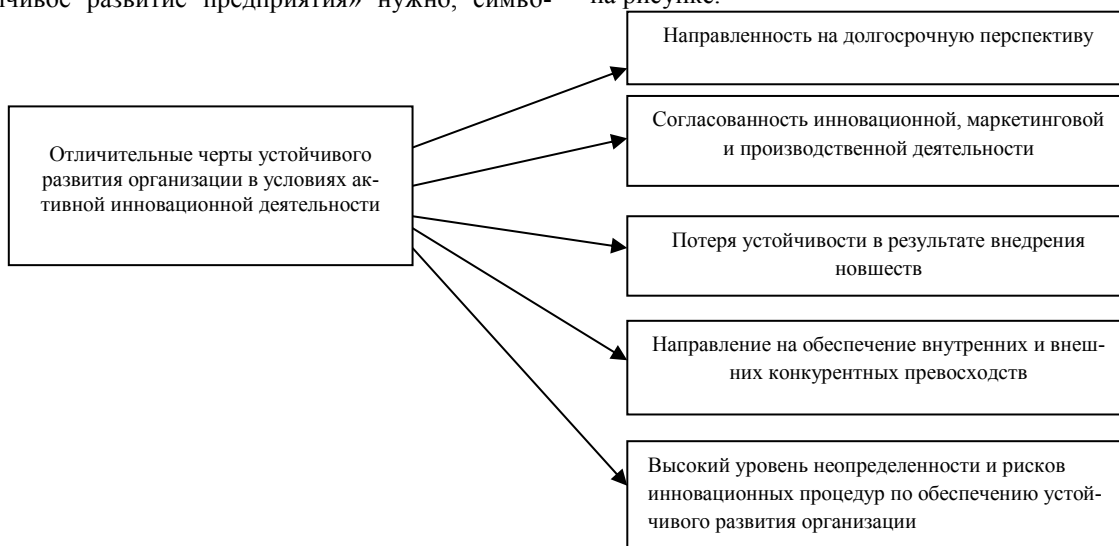 чивое развитие предприятия» нужно, симво-
на рисунке.
Отличительные черты устойчивого
развития организации в условиях ак-
тивной инновационной деятельности
Направленность на долгосрочную перспективу
Согласованность инновационной, маркетинговой
и производственной деятельности
Потеря устойчивости в результате внедрения
новшеств
Направление на обеспечение внутренних и внеш-
них конкурентных превосходств
Высокий уровень неопределенности и рисков
инновационных процедур по обеспечению устой-
чивого развития организации